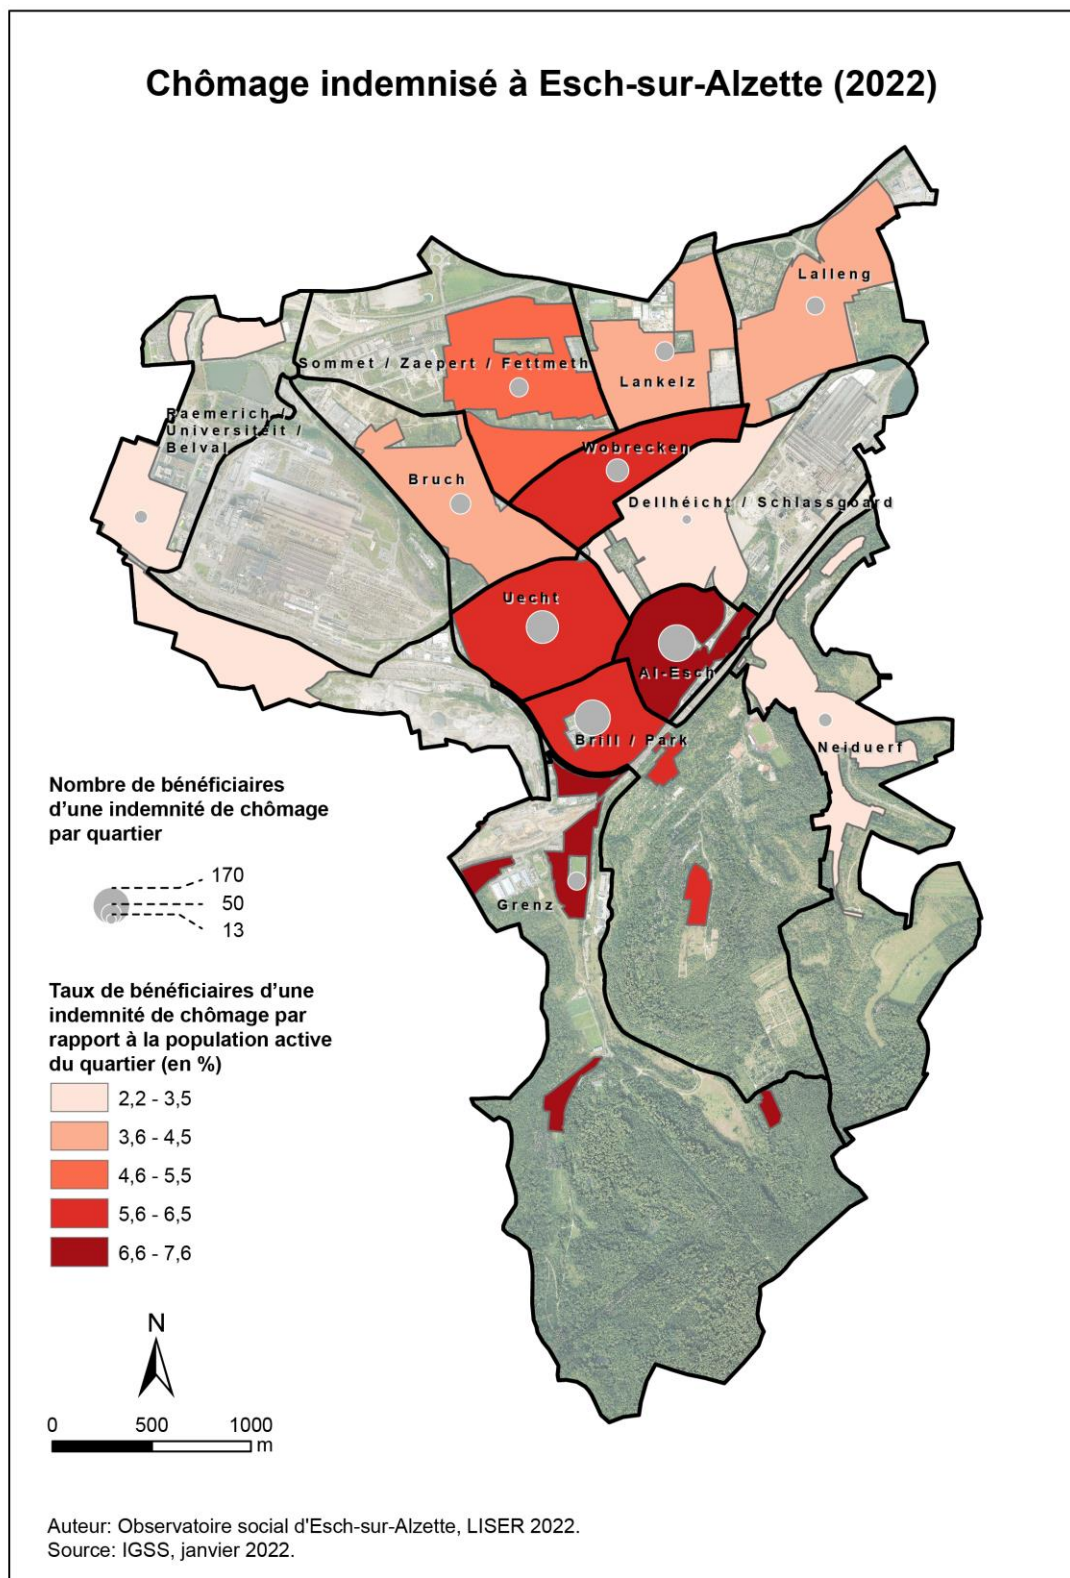 Chômage indemnisé à Esch-sur-Alzette (2022)
Lalleng
Sommet / Zaepert / Fettmeth
Lankelz
Raemerich /
Universitéit /
Belval
Wobrecken
Bruch
Dellhéicht / Schlassgoard
Uecht
Al-Esch
Brill / Park
Neiduerf
Grenz
Nombre de bénéficiaires
d'une indemnité de chômage
par quartier
170
50
13
Taux de bénéficiaires d'une
indemnité de chômage par
rapport à la population active
du quartier (en %)
2,2 - 3,5
3,6 - 4,5
4,6 - 5,5
5,6 - 6,5
6,6 - 7,6
N
0 500 1000
m
Auteur: Observatoire social d'Esch-sur-Alzette, LISER 2022.
Source: IGSS, janvier 2022.